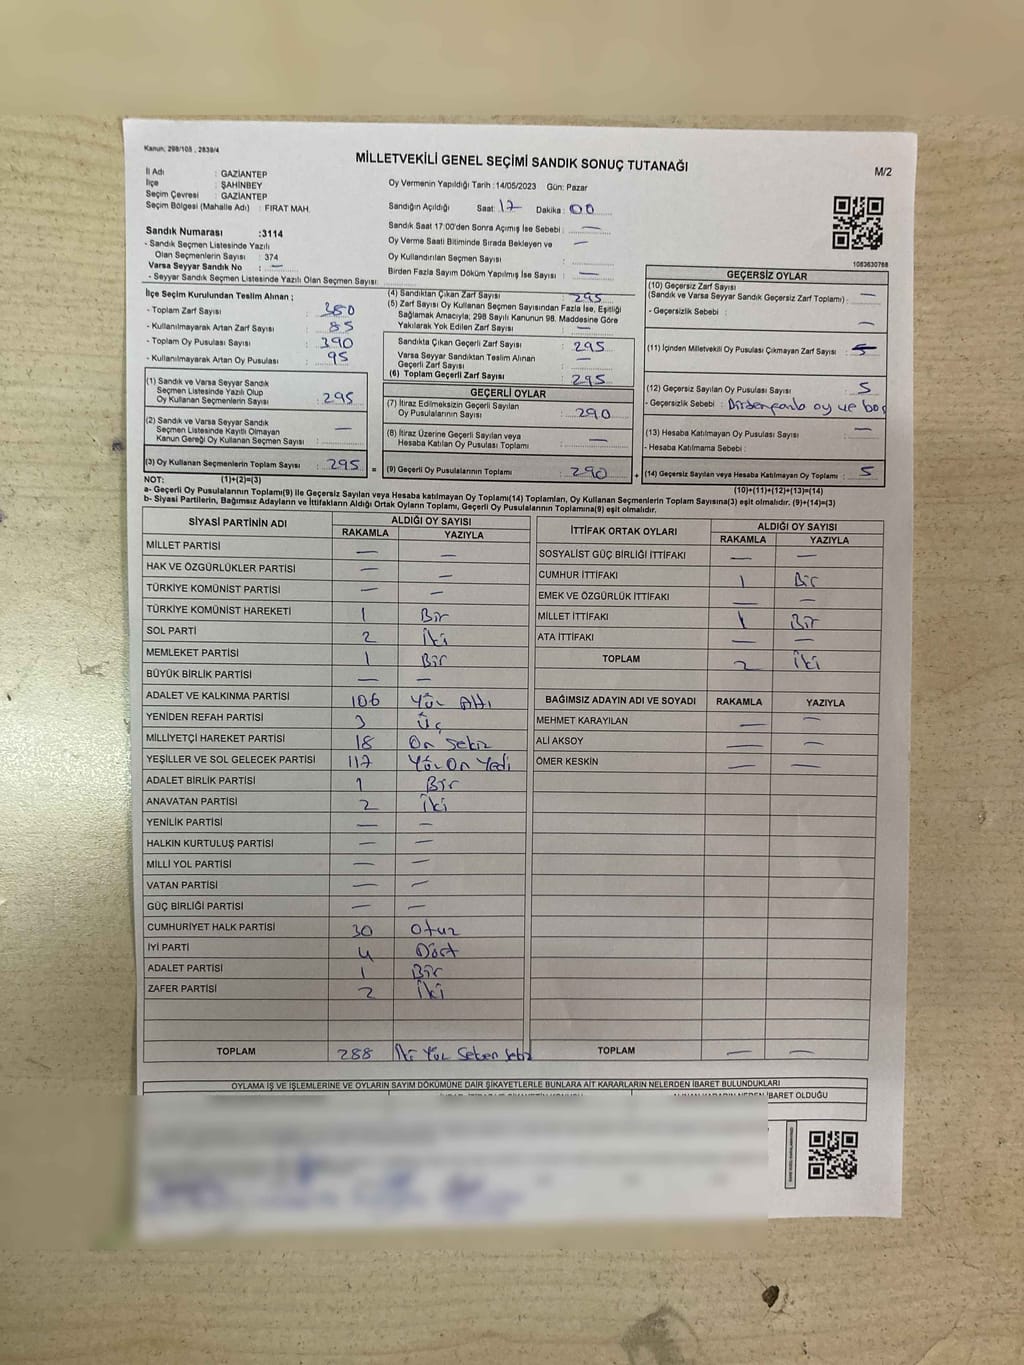 Kanun: 298/105 , 2839/4
MİLLETVEKİLİ GENEL SEÇİMİ SANDIK SONUÇ TUTANAĞI
M/2
İl Adı : GAZİANTEP
İlçe : ŞAHİNBEY
Seçim Çevresi : GAZİANTEP
Seçim Bölgesi (Mahalle Adı) : FIRAT MAH.
Oy Vermenin Yapıldığı Tarih :14/05/2023 Gün: Pazar
Sandığın Açıldığı Saat: 17 Dakika : 00
Sandık Saat 17:00'den Sonra Açımış İse Sebebi : —
Oy Verme Saati Bitiminde Sırada Bekleyen ve —
Oy Kullandırılan Seçmen Sayısı :
Birden Fazla Sayım Döküm Yapılmış İse Sayısı : —
1083630768
Sandık Numarası :3114
- Sandık Seçmen Listesinde Yazılı
Olan Seçmenlerin Sayısı : 374
Varsa Seyyar Sandık No : —
- Seyyar Sandık Seçmen Listesinde Yazılı Olan Seçmen Sayısı:
İlçe Seçim Kurulundan Teslim Alınan ;
- Toplam Zarf Sayısı : 380
- Kullanılmayarak Artan Zarf Sayısı : 85
- Toplam Oy Pusulası Sayısı : 390
- Kullanılmayarak Artan Oy Pusulası : 95
(1) Sandık ve Varsa Seyyar Sandık
Seçmen Listesinde Yazılı Olup
Oy Kullanan Seçmenlerin Sayısı : 295
(2) Sandık ve Varsa Seyyar Sandık
Seçmen Listesinde Kayıtlı Olmayan —
Kanun Gereği Oy Kullanan Seçmen Sayısı :
(3) Oy Kullanan Seçmenlerin Toplam Sayısı : 295 =
(4) Sandıktan Çıkan Zarf Sayısı : 295
(5) Zarf Sayısı Oy Kullanan Seçmen Sayısından Fazla İse, Eşitliği
Sağlamak Amacıyla; 298 Sayılı Kanunun 98. Maddesine Göre
Yakılarak Yok Edilen Zarf Sayısı : —
Sandıkta Çıkan Geçerli Zarf Sayısı : 295
Varsa Seyyar Sandıktan Teslim Alınan —
Geçerli Zarf Sayısı :
(6) Toplam Geçerli Zarf Sayısı : 295
GEÇERLİ OYLAR
(7) İtiraz Edilmeksizin Geçerli Sayılan
Oy Pusulalarının Sayısı : 290
(8) İtiraz Üzerine Geçerli Sayılan veya
Hesaba Katılan Oy Pusulası Toplamı : —
(9) Geçerli Oy Pusulalarının Toplamı : 290 +
GEÇERSİZ OYLAR
(10) Geçersiz Zarf Sayısı
(Sandık ve Varsa Seyyar Sandık Geçersiz Zarf Toplamı) : —
- Geçersizlik Sebebi : —
(11) İçinden Milletvekili Oy Pusulası Çıkmayan Zarf Sayısı :
(12) Geçersiz Sayılan Oy Pusulası Sayısı : 5
- Geçersizlik Sebebi : oy ve boş
(13) Hesaba Katılmayan Oy Pusulası Sayısı : —
- Hesaba Katılmama Sebebi :
(14) Geçersiz Sayılan veya Hesaba Katılmayan Oy Toplamı : 5
NOT: (1)+(2)=(3) (10)+(11)+(12)+(13)=(14)
a- Geçerli Oy Pusulalarının Toplamı(9) ile Geçersiz Sayılan veya Hesaba katılmayan Oy Toplamı(14) Toplamları, Oy Kullanan Seçmenlerin Toplam Sayısına(3) eşit olmalıdır. (9)+(14)=(3)
b- Siyasi Partilerin, Bağımsız Adayların ve İttifakların Aldığı Ortak Oyların Toplamı, Geçerli Oy Pusulalarının Toplamına(9) eşit olmalıdır.
SİYASİ PARTİNİN ADI ALDIĞI OY SAYISI
RAKAMLA YAZIYLA
MİLLET PARTİSİ — —
HAK VE ÖZGÜRLÜKLER PARTİSİ — —
TÜRKİYE KOMÜNİST PARTİSİ — —
TÜRKİYE KOMÜNİST HAREKETİ 1 Bir
SOL PARTİ 2 İki
MEMLEKET PARTİSİ 1 Bir
BÜYÜK BİRLİK PARTİSİ — —
ADALET VE KALKINMA PARTİSİ 106 Yüz Altı
YENİDEN REFAH PARTİSİ 3 Üç
MİLLİYETÇİ HAREKET PARTİSİ 18 On Sekiz
YEŞİLLER VE SOL GELECEK PARTİSİ 117 Yüz On Yedi
ADALET BİRLİK PARTİSİ 1 Bir
ANAVATAN PARTİSİ 2 İki
YENİLİK PARTİSİ — —
HALKIN KURTULUŞ PARTİSİ — —
MİLLİ YOL PARTİSİ — —
VATAN PARTİSİ — —
GÜÇ BİRLİĞİ PARTİSİ — —
CUMHURİYET HALK PARTİSİ 30 Otuz
İYİ PARTİ 4 Dört
ADALET PARTİSİ 1 Bir
ZAFER PARTİSİ 2 İki
TOPLAM 288 İki Yüz Seksen Sekiz
İTTİFAK ORTAK OYLARI ALDIĞI OY SAYISI
RAKAMLA YAZIYLA
SOSYALİST GÜÇ BİRLİĞİ İTTİFAKI — —
CUMHUR İTTİFAKI 1 Bir
EMEK VE ÖZGÜRLÜK İTTİFAKI — —
MİLLET İTTİFAKI 1 Bir
ATA İTTİFAKI — —
TOPLAM 2 İki
BAĞIMSIZ ADAYIN ADI VE SOYADI RAKAMLA YAZIYLA
MEHMET KARAYILAN — —
ALİ AKSOY — —
ÖMER KESKİN — —
TOPLAM — —
OYLAMA İŞ VE İŞLEMLERİNE VE OYLARIN SAYIM DÖKÜMÜNE DAİR ŞİKAYETLERLE BUNLARA AİT KARARLARIN NELERDEN İBARET BULUNDUKLARI
İBARET OLDUĞU